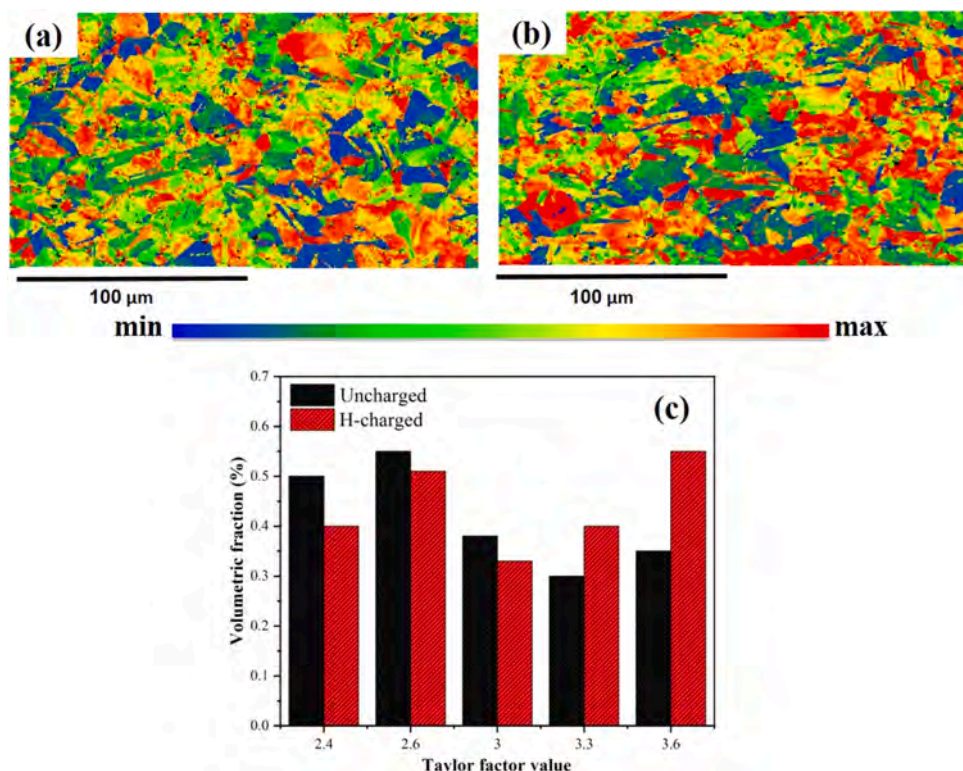 (a)
(b)
100 µm
100 µm
min
max
0.7
0.6
0.5
0.4
0.3
0.2
0.1
0.0
Volumetric fraction (%)
Uncharged
H-charged
(c)
2.4
2.6
3
3.3
3.6
Taylor factor value